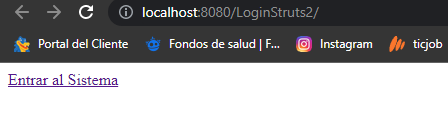 localhost:8080/LoginStruts2/
Portal del Cliente Fondos de salud | F... Instagram ticjob
Entrar al Sistema